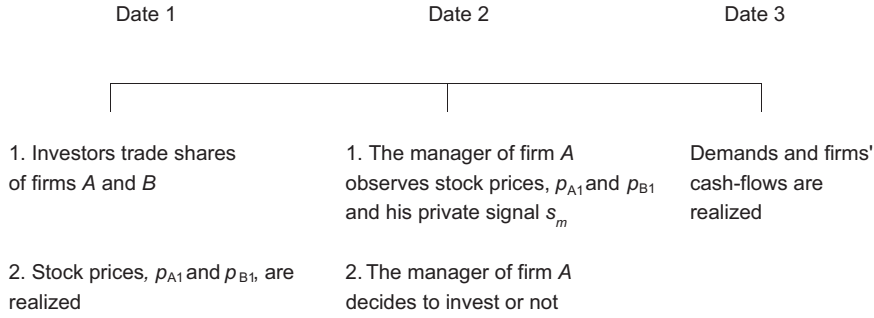 Date 1
Date 2
Date 3
1. Investors trade shares
of firms A and B
2. Stock prices, pA1 and pB1, are
realized
1. The manager of firm A
observes stock prices, pA1 and pB1
and his private signal sm
2. The manager of firm A
decides to invest or not
Demands and firms'
cash-flows are
realized